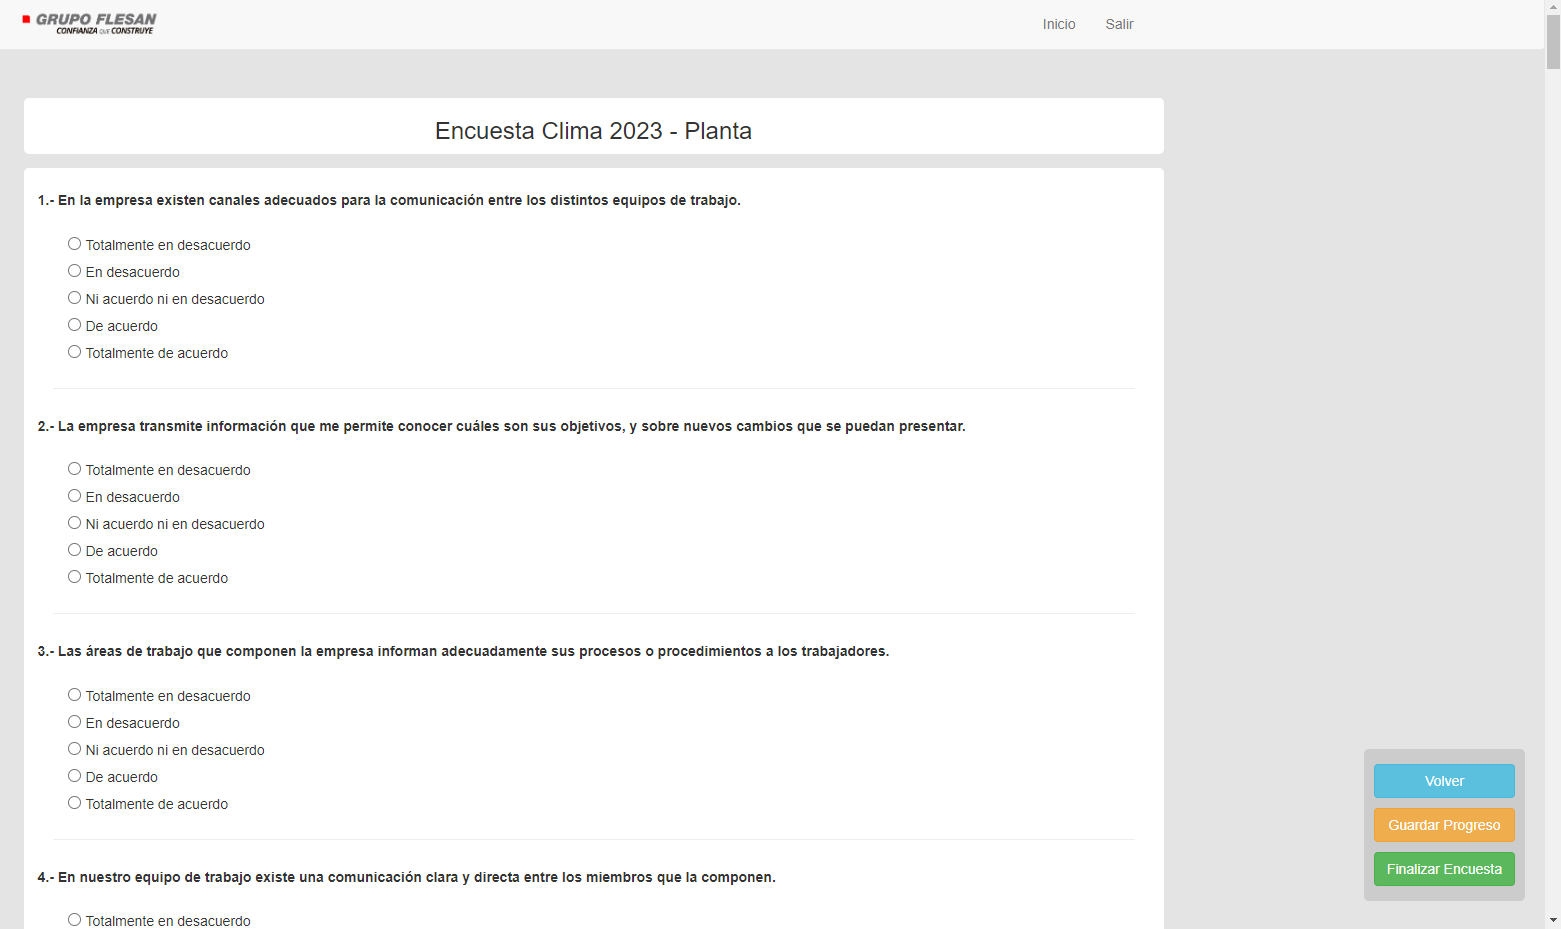 GRUPO FLESAN
CONFIANZA QUE CONSTRUYE
Inicio
Salir
Encuesta Clima 2023 - Planta
1.- En la empresa existen canales adecuados para la comunicación entre los distintos equipos de trabajo.
Totalmente en desacuerdo
En desacuerdo
Ni acuerdo ni en desacuerdo
De acuerdo
Totalmente de acuerdo
2.- La empresa transmite información que me permite conocer cuáles son sus objetivos, y sobre nuevos cambios que se puedan presentar.
Totalmente en desacuerdo
En desacuerdo
Ni acuerdo ni en desacuerdo
De acuerdo
Totalmente de acuerdo
3.- Las áreas de trabajo que componen la empresa informan adecuadamente sus procesos o procedimientos a los trabajadores.
Totalmente en desacuerdo
En desacuerdo
Ni acuerdo ni en desacuerdo
De acuerdo
Totalmente de acuerdo
4.- En nuestro equipo de trabajo existe una comunicación clara y directa entre los miembros que la componen.
Totalmente en desacuerdo
Volver
Guardar Progreso
Finalizar Encuesta